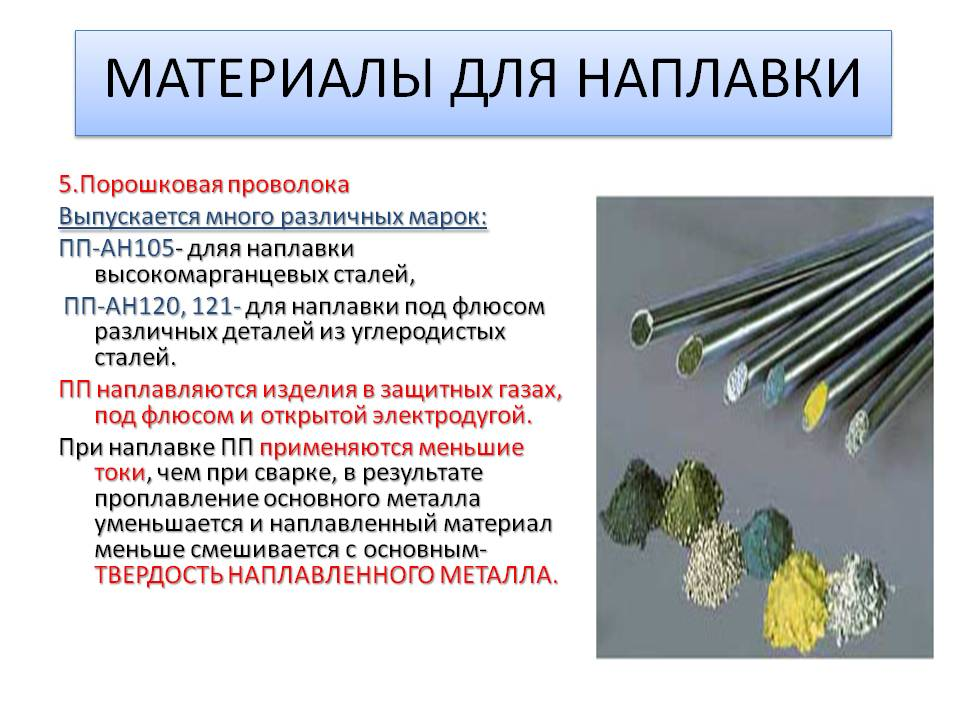 МАТЕРИАЛЫ ДЛЯ НАПЛАВКИ
5.Порошковая проволока
Выпускается много различных марок:
ПП-АН105- дляя наплавки
высокомарганцевых сталей,
ПП-АН120, 121- для наплавки под флюсом
различных деталей из углеродистых
сталей.
ПП наплавляются изделия в защитных газах,
под флюсом и открытой электродугой.
При наплавке ПП применяются меньшие
токи, чем при сварке, в результате
проплавление основного металла
уменьшается и наплавленный материал
меньше смешивается с основным-
ТВЕРДОСТЬ НАПЛАВЛЕННОГО МЕТАЛЛА.